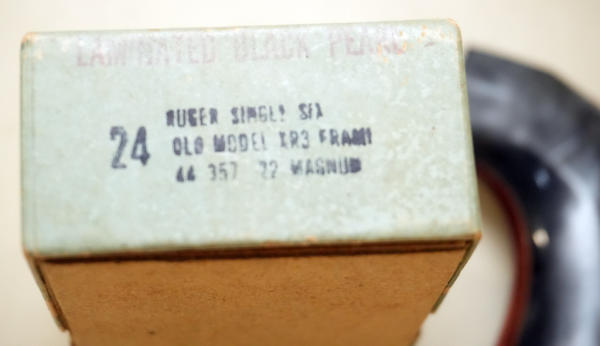 LAMINATED BLACK PEARL
24
RUGER SINGLE SIX
OLD MODEL XR3 FRAME
44 357 22 MAGNUM